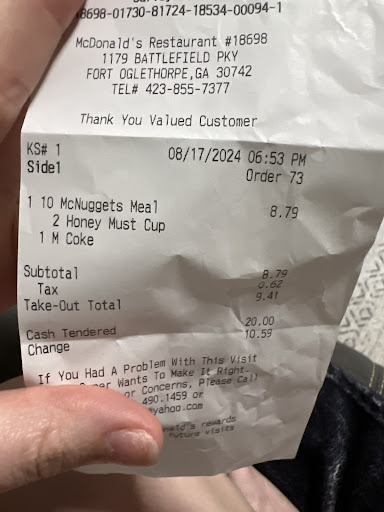 8698-01730-81724-18534-00094-1
McDonald's Restaurant #18698
1179 BATTLEFIELD PKY
FORT OGLETHORPE,GA 30742
TEL# 423-855-7377
Thank You Valued Customer
KS# 1 08/17/2024 06:53 PM
Side1 Order 73
1 10 McNuggets Meal 8.79
2 Honey Must Cup
1 M Coke
Subtotal 8.79
Tax 0.62
Take-Out Total 9.41
Cash Tendered 20.00
Change 10.59
If You Had A Problem With This Visit
Wants To Make It Right.
or Concerns, Please Call
490.1459 or
@yahoo.com
rewards
future visits